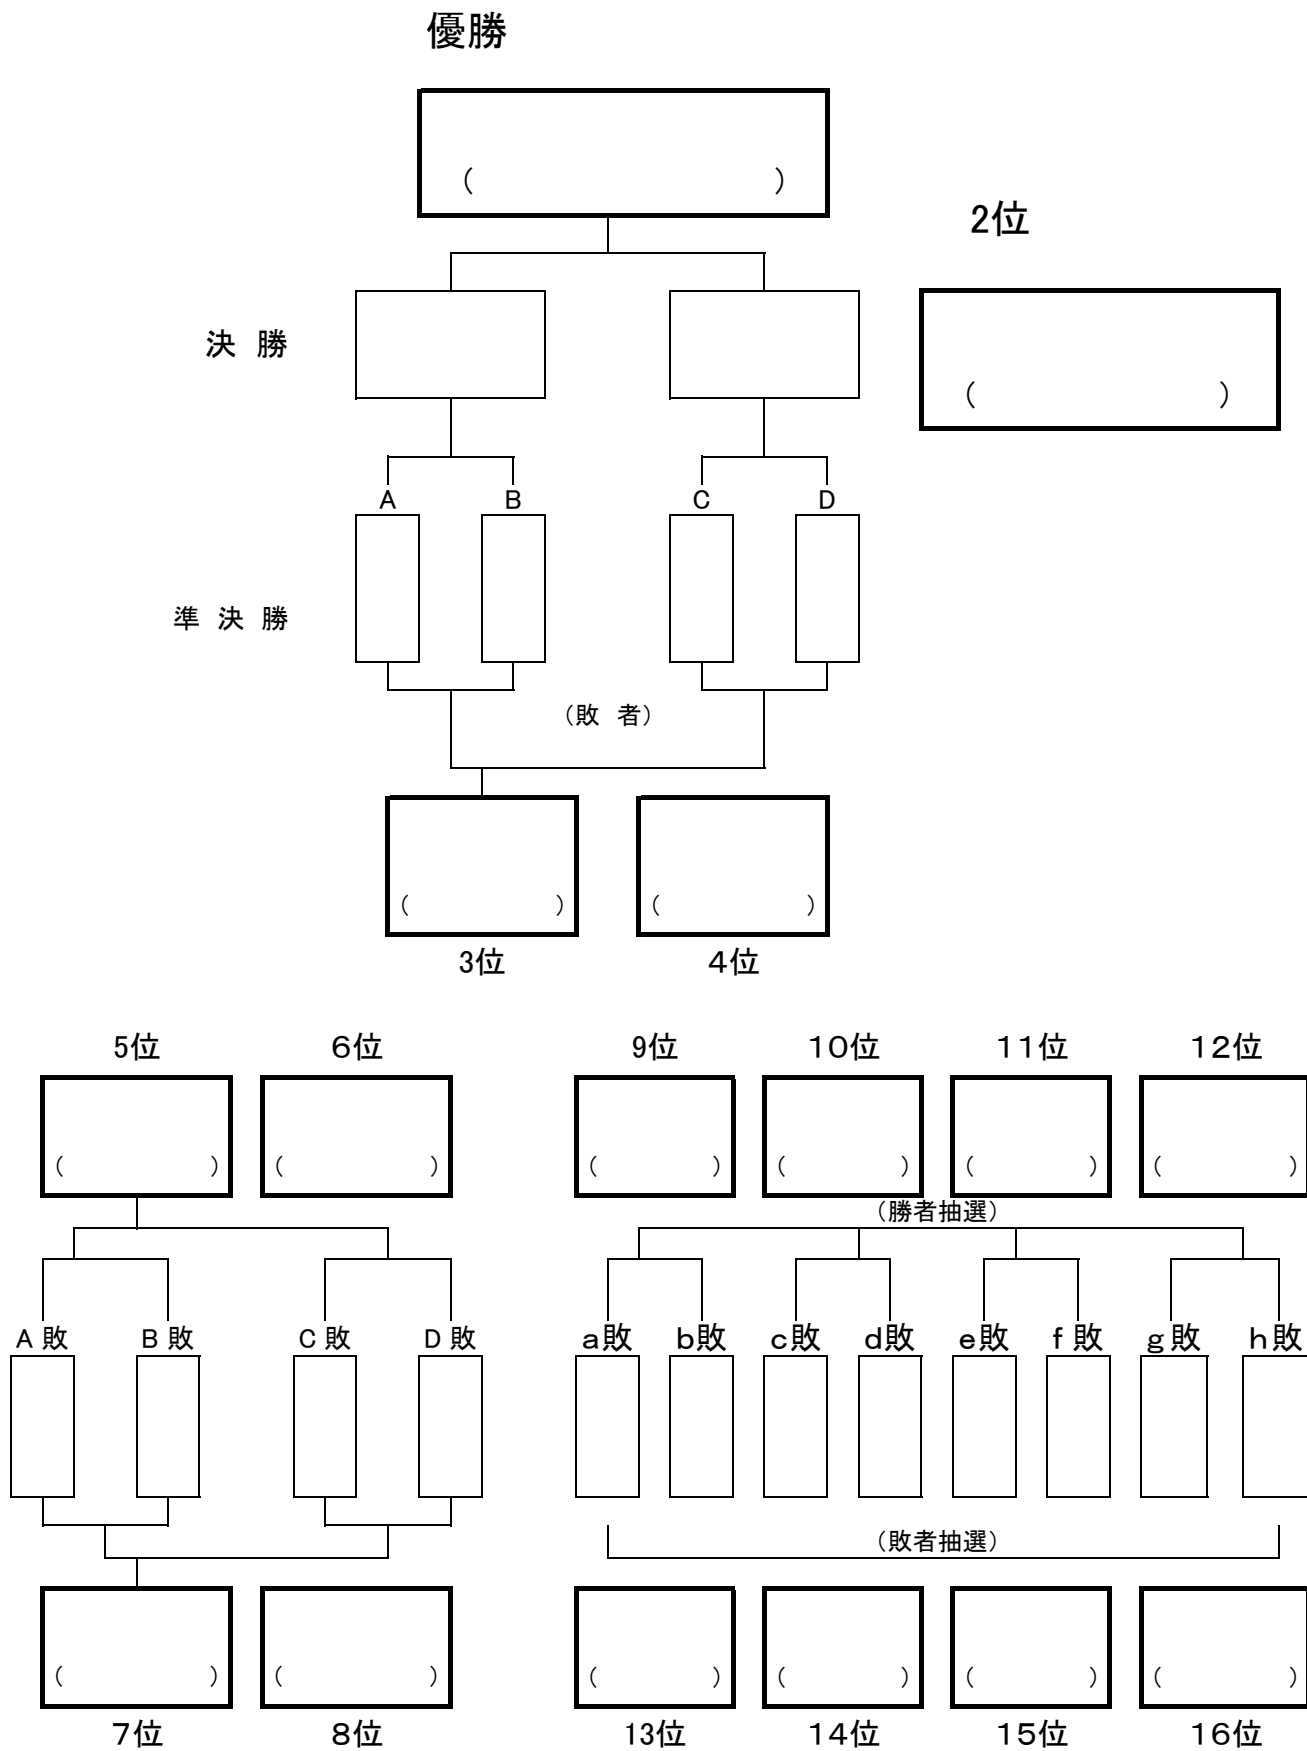 優勝
(　　　　　)
2位
決 勝
(　　　　　)
A B C D
準 決 勝
（敗 者）
(　　　　　) (　　　　　)
3位 ４位
5位 ６位 9位 １０位 １１位 １２位
(　　　　　) (　　　　　) (　　　　　) (　　　　　) (　　　　　) (　　　　　)
（勝者抽選）
A 敗 B 敗 C 敗 D 敗 ａ敗 ｂ敗 ｃ敗 ｄ敗 ｅ敗 ｆ敗 ｇ敗 ｈ敗
（敗者抽選）
(　　　　　) (　　　　　) (　　　　　) (　　　　　) (　　　　　) (　　　　　)
７位 ８位 13位 １４位 １５位 １６位